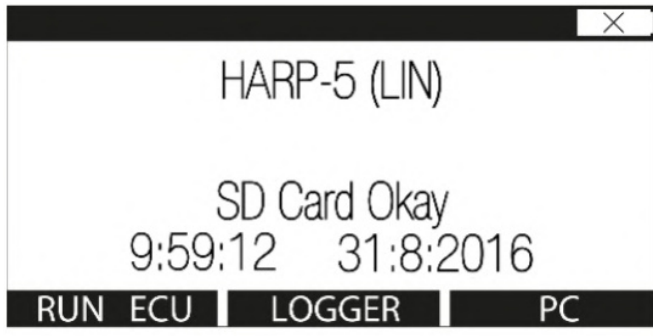 HARP-5 (LIN)
SD Card Okay
9:59:12 31:8:2016
RUN ECU LOGGER PC